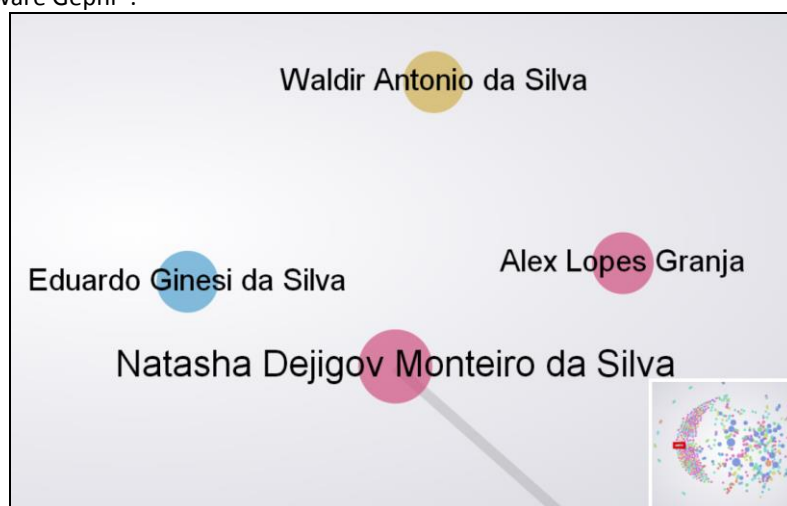 Waldir Antonio da Silva
Alex Lopes Granja
Eduardo Ginesi da Silva
Natasha Dejigov Monteiro da Silva